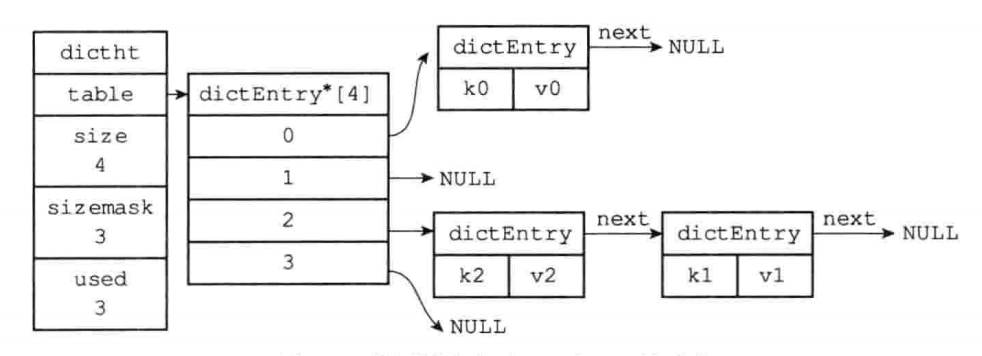 dictht
table
size
4
sizemask
3
used
3
dictEntry*[4]
0
1
2
3
dictEntry
k0 v0
next
NULL
NULL
dictEntry
k2 v2
next
dictEntry
k1 v1
next
NULL
NULL